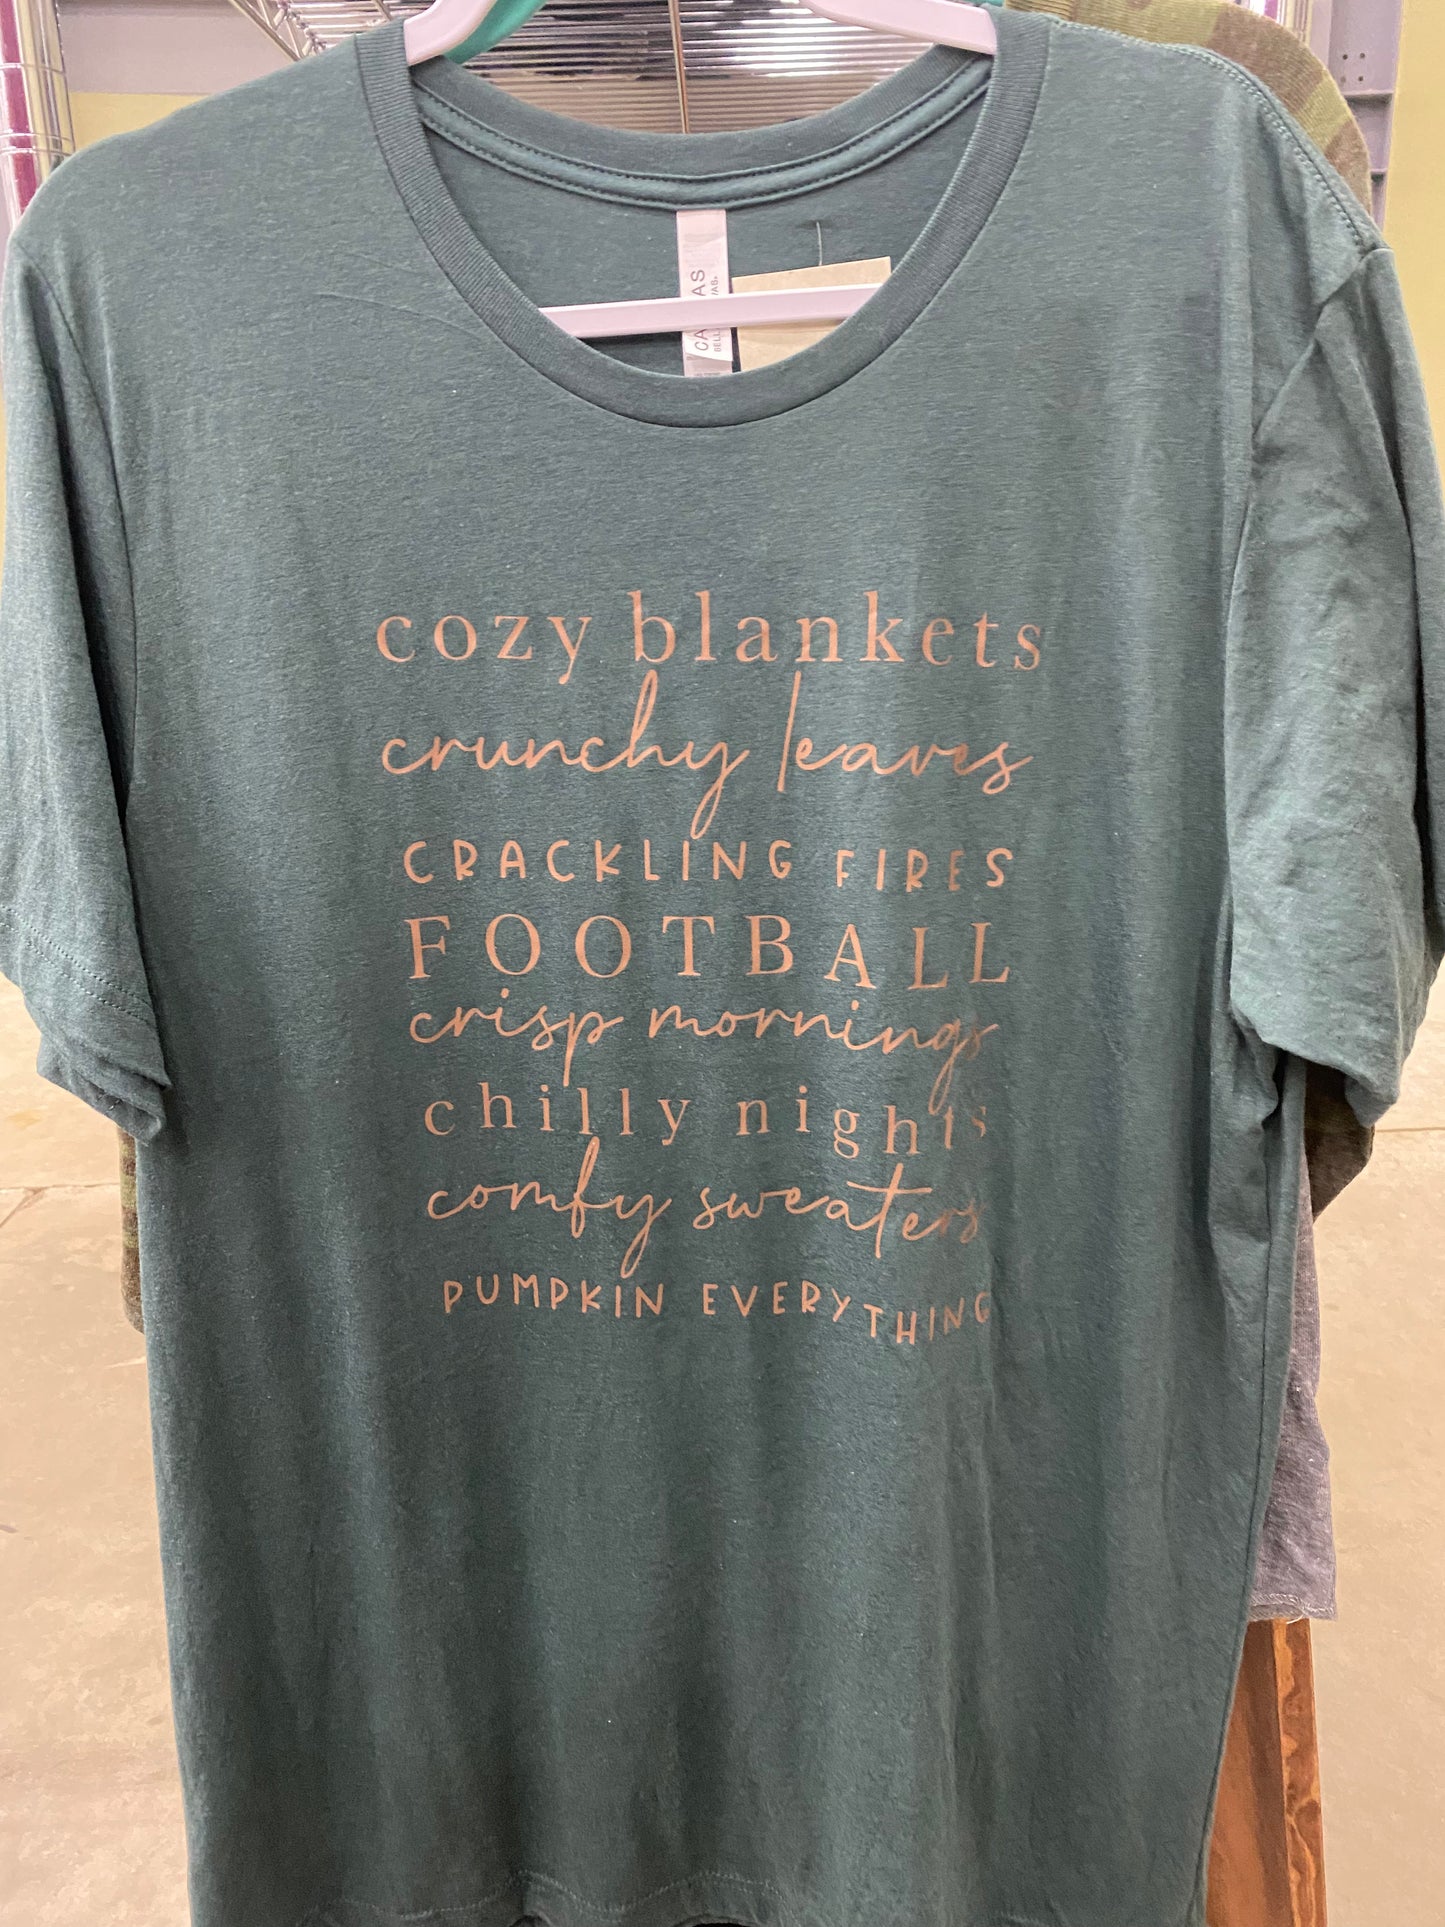 cozy blankets
crunchy leaves
CRACKLING FIRES
FOOTBALL
crisp mornings
chilly nights
comfy sweaters
PUMPKIN EVERYTHING